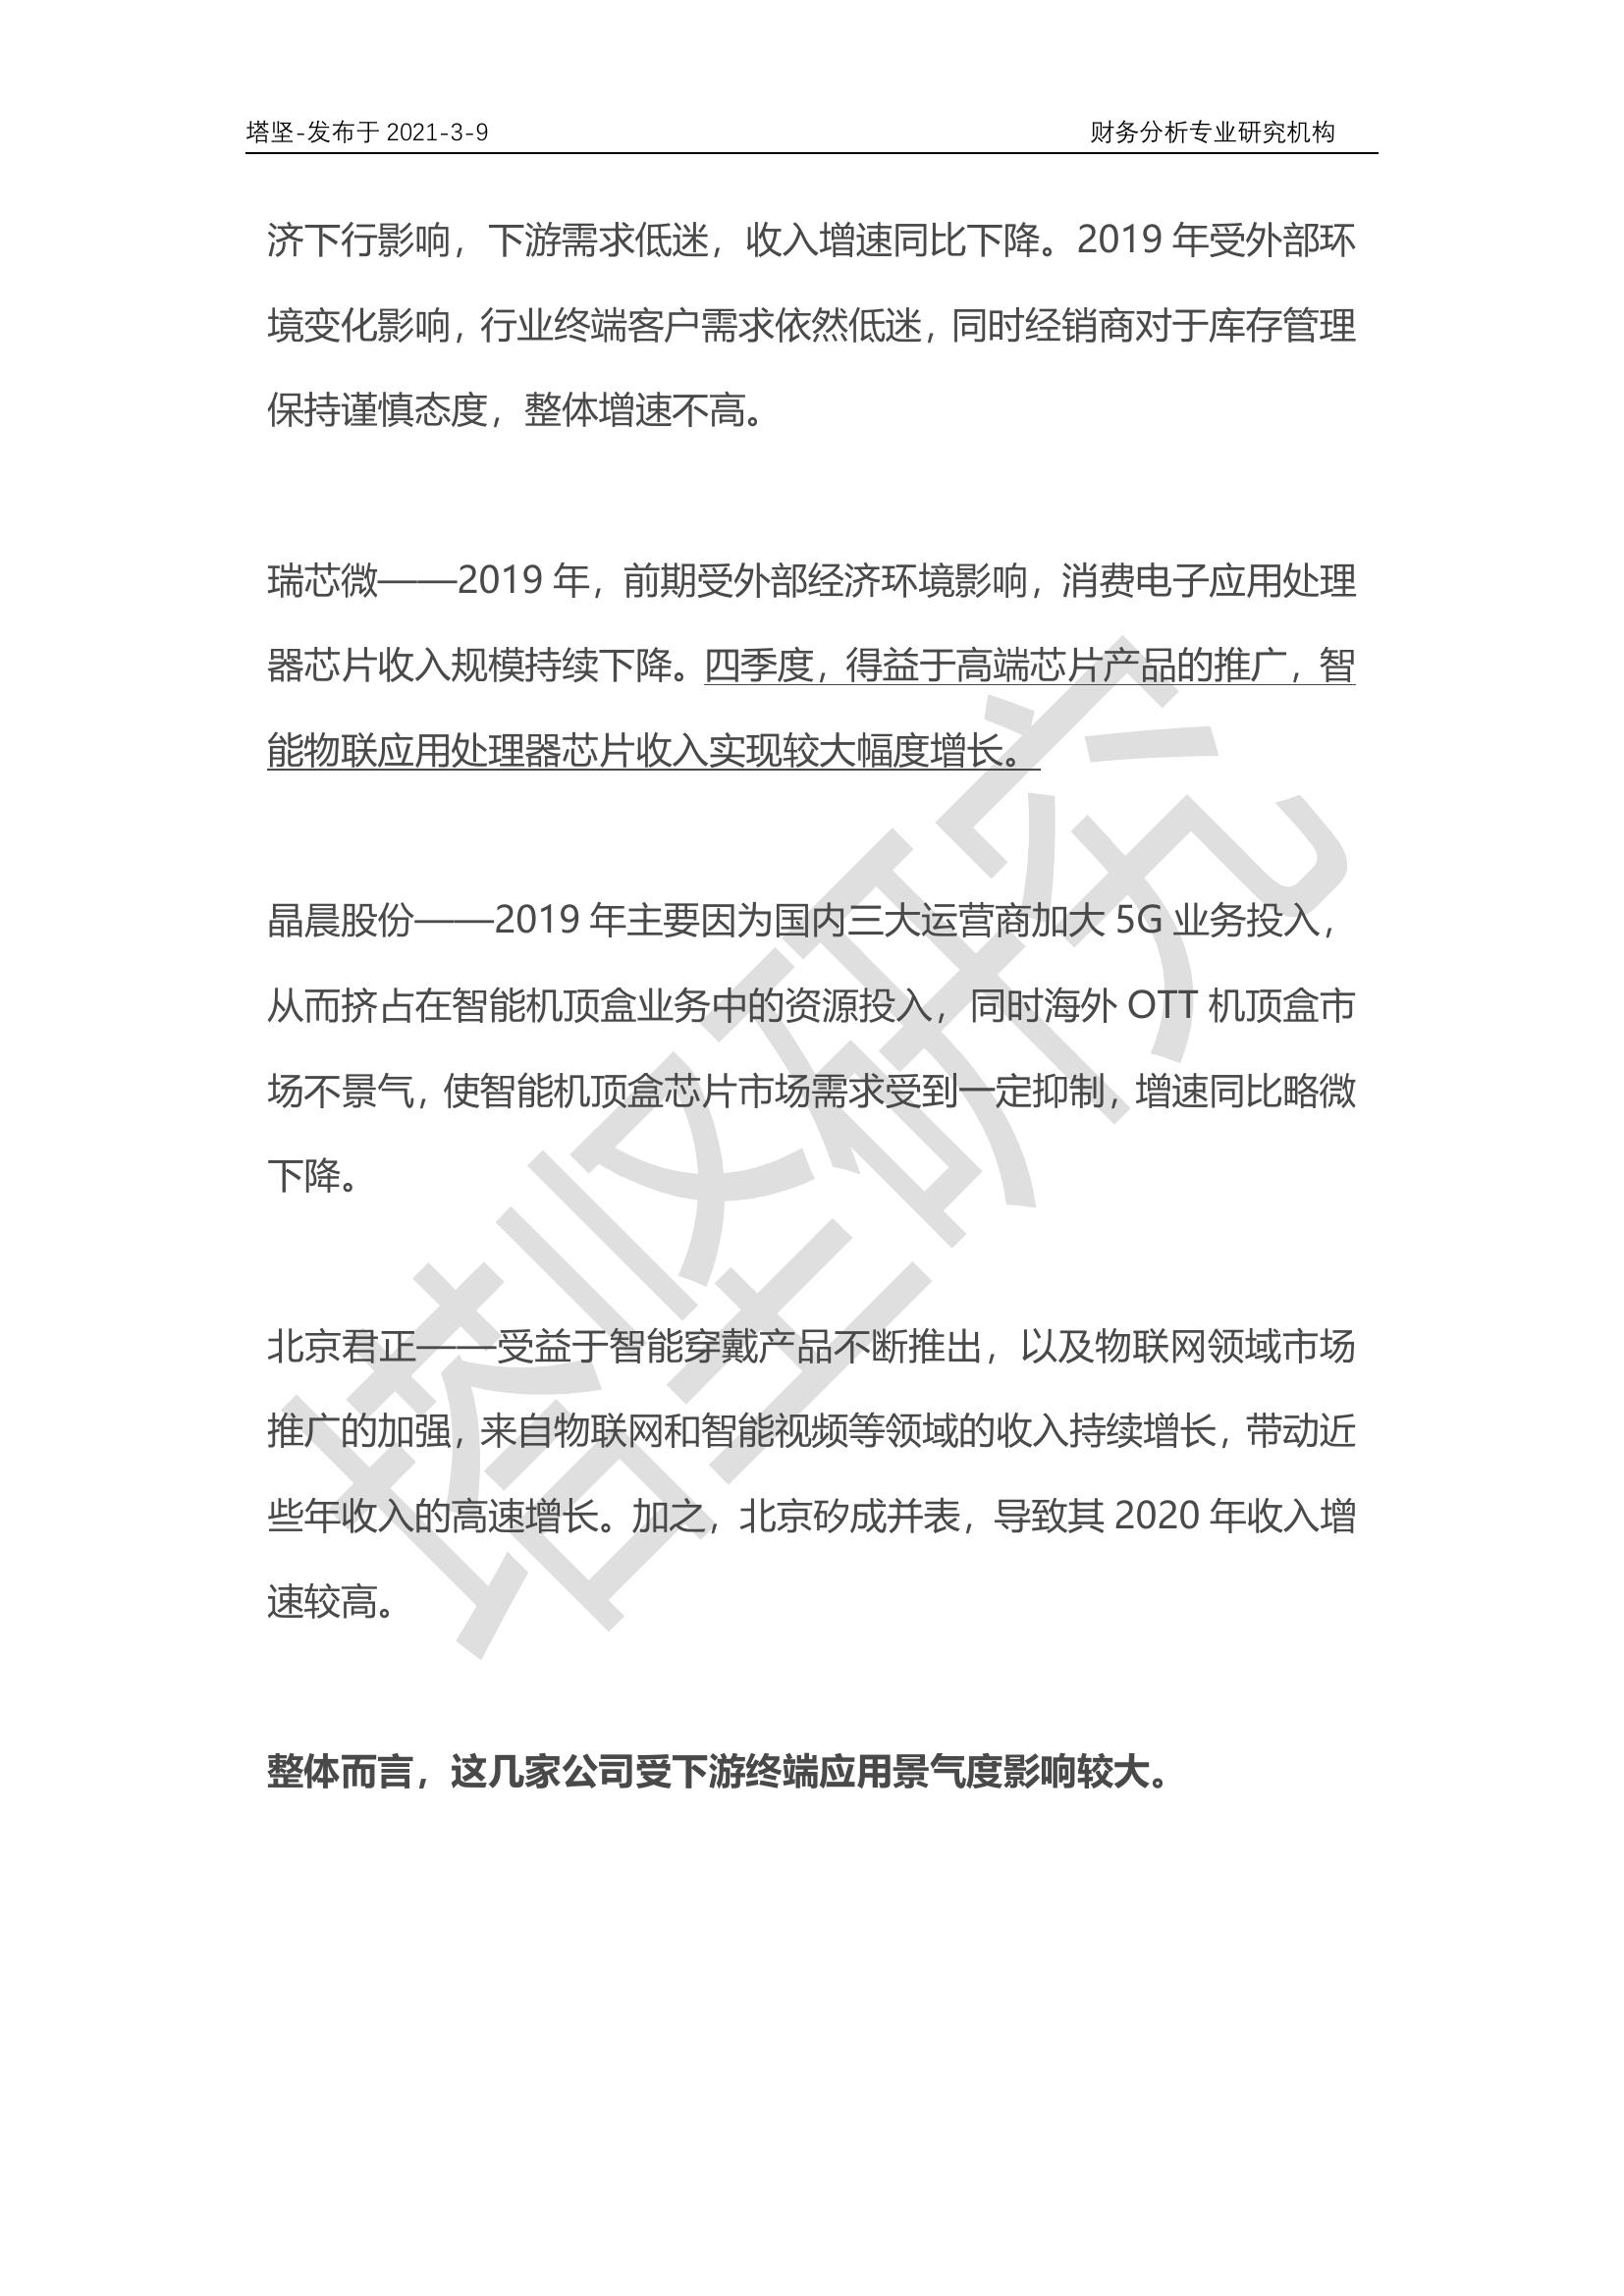 塔坚-发布于 2021-3-9 财务分析专业研究机构
济下行影响，下游需求低迷，收入增速同比下降。2019 年受外部环
境变化影响，行业终端客户需求依然低迷，同时经销商对于库存管理
保持谨慎态度，整体增速不高。
瑞芯微——2019 年，前期受外部经济环境影响，消费电子应用处理
器芯片收入规模持续下降。四季度，得益于高端芯片产品的推广，智
能物联应用处理器芯片收入实现较大幅度增长。
晶晨股份——2019 年主要因为国内三大运营商加大 5G 业务投入，
从而挤占在智能机顶盒业务中的资源投入，同时海外 OTT 机顶盒市
场不景气，使智能机顶盒芯片市场需求受到一定抑制，增速同比略微
下降。
北京君正——受益于智能穿戴产品不断推出，以及物联网领域市场
推广的加强，来自物联网和智能视频等领域的收入持续增长，带动近
些年收入的高速增长。加之，北京矽成并表，导致其 2020 年收入增
速较高。
整体而言，这几家公司受下游终端应用景气度影响较大。
塔坚研究